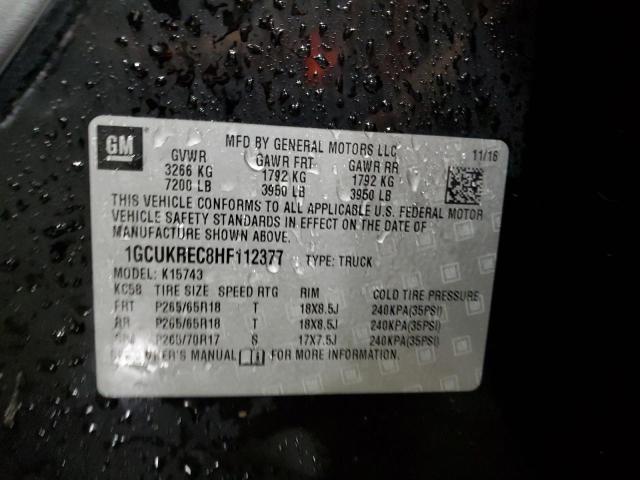 GM
MFD BY GENERAL MOTORS LLC 11/16
GVWR GAWR FRT GAWR RR
3266 KG 1792 KG 1792 KG
7200 LB 3950 LB 3950 LB
THIS VEHICLE CONFORMS TO ALL APPLICABLE U.S. FEDERAL MOTOR
VEHICLE SAFETY STANDARDS IN EFFECT ON THE DATE OF
MANUFACTURE SHOWN ABOVE.
1GCUKREC8HF112377 TYPE: TRUCK
MODEL: K15743
KC58 TIRE SIZE SPEED RTG RIM COLD TIRE PRESSURE
FRT P265/65R18 T 18X8.5J 240KPA(35PSI)
RR P265/65R18 T 18X8.5J 240KPA(35PSI)
P265/70R17 S 17X7.5J 240KPA(35PSI)
MANUAL FOR MORE INFORMATION.